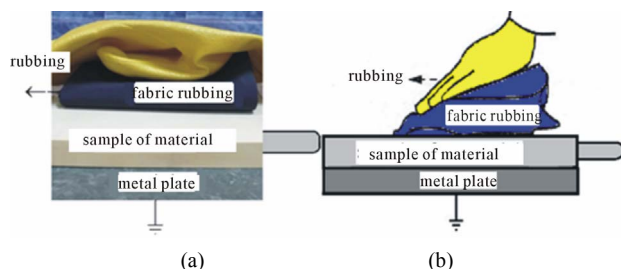 rubbing
fabric rubbing
sample of material
metal plate
(a)
rubbing
fabric rubbing
sample of material
metal plate
(b)